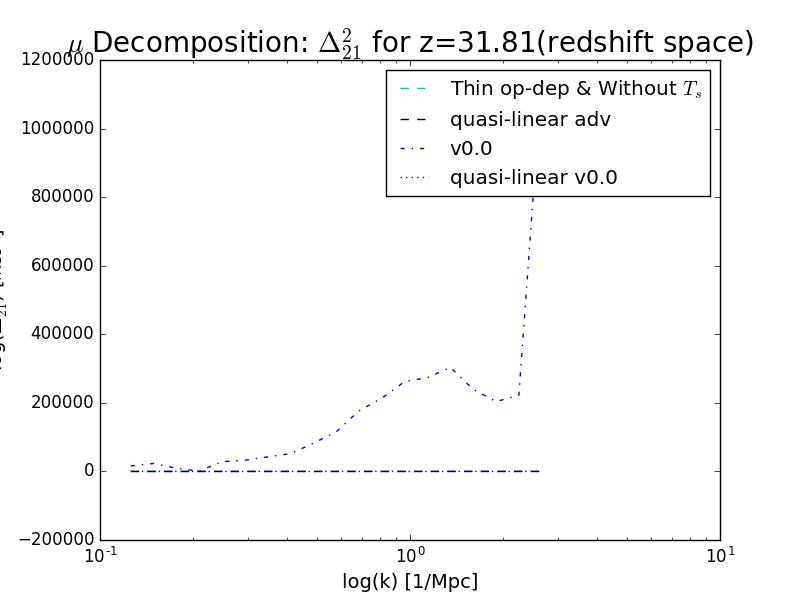 μ Decomposition: Δ²₂₁ for z=31.81(redshift space)
1200000
1000000
800000
600000
400000
200000
0
−200000
Thin op-dep & Without Tₛ
quasi-linear adv
v0.0
quasi-linear v0.0
10⁻¹
10⁰
10¹
log(k) [1/Mpc]